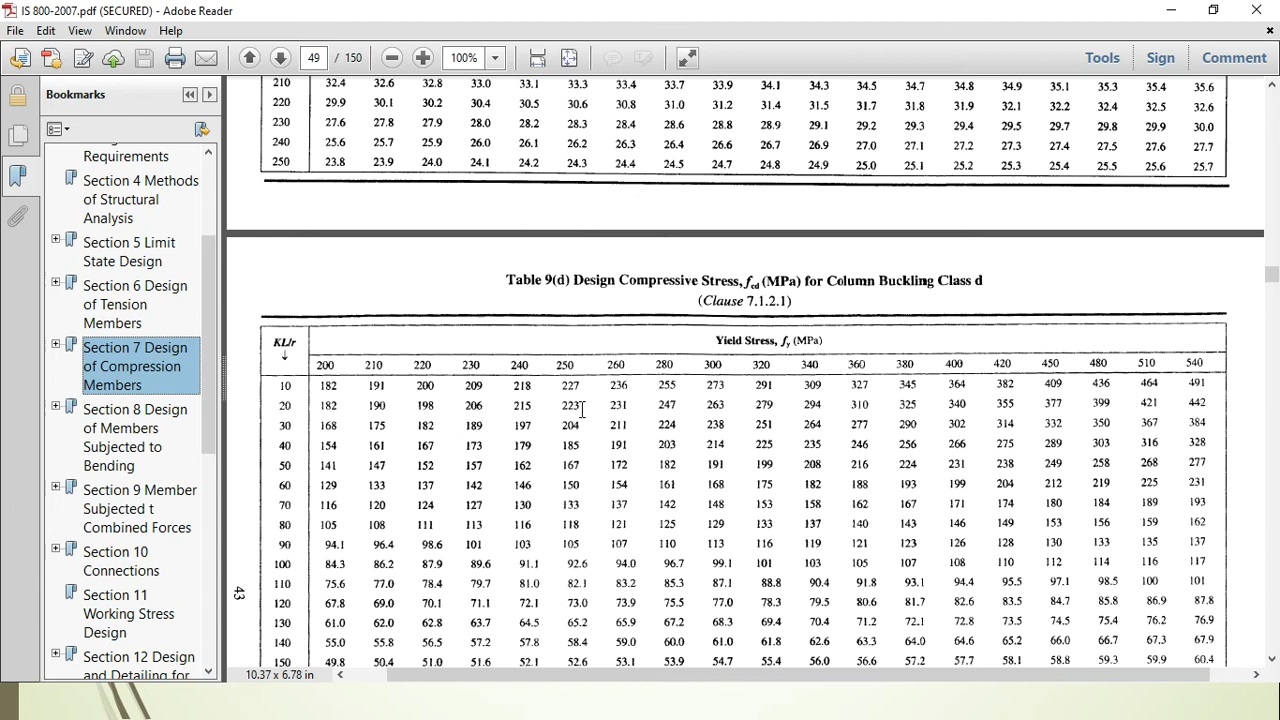 IS 800-2007.pdf (SECURED) - Adobe Reader
File Edit View Window Help
49 / 150 100% Tools Sign Comment
Bookmarks
Requirements
Section 4 Methods
of Structural
Analysis
Section 5 Limit
State Design
Section 6 Design
of Tension
Members
Section 7 Design
of Compression
Members
Section 8 Design
of Members
Subjected to
Bending
Section 9 Member
Subjected t
Combined Forces
Section 10
Connections
Section 11
Working Stress
Design
Section 12 Design
and Detailing for
210 32.4 32.6 32.8 33.0 33.1 33.3 33.4 33.7 33.9 34.1 34.3 34.5 34.7 34.8 34.9 35.1 35.3 35.4 35.6
220 29.9 30.1 30.2 30.4 30.5 30.6 30.8 31.0 31.2 31.4 31.5 31.7 31.8 31.9 32.1 32.2 32.4 32.5 32.6
230 27.6 27.8 27.9 28.0 28.2 28.3 28.4 28.6 28.8 28.9 29.1 29.2 29.3 29.4 29.5 29.7 29.8 29.9 30.0
240 25.6 25.7 25.9 26.0 26.1 26.2 26.3 26.4 26.6 26.7 26.9 27.0 27.1 27.2 27.3 27.4 27.5 27.6 27.7
250 23.8 23.9 24.0 24.1 24.2 24.3 24.4 24.5 24.7 24.8 24.9 25.0 25.1 25.2 25.3 25.4 25.5 25.6 25.7
Table 9(d) Design Compressive Stress, fcd (MPa) for Column Buckling Class d
(Clause 7.1.2.1)
KL/r Yield Stress, fy (MPa)
↓
200 210 220 230 240 250 260 280 300 320 340 360 380 400 420 450 480 510 540
10 182 191 200 209 218 227 236 255 273 291 309 327 345 364 382 409 436 464 491
20 182 190 198 206 215 223 231 247 263 279 294 310 325 340 355 377 399 421 442
30 168 175 182 189 197 204 211 224 238 251 264 277 290 302 314 332 350 367 384
40 154 161 167 173 179 185 191 203 214 225 235 246 256 266 275 289 303 316 328
50 141 147 152 157 162 167 172 182 191 199 208 216 224 231 238 249 258 268 277
60 129 133 137 142 146 150 154 161 168 175 182 188 193 199 204 212 219 225 231
70 116 120 124 127 130 133 137 142 148 153 158 162 167 171 174 180 184 189 193
80 105 108 111 113 116 118 121 125 129 133 137 140 143 146 149 153 156 159 162
90 94.1 96.4 98.6 101 103 105 107 110 113 116 119 121 123 126 128 130 133 135 137
100 84.3 86.2 87.9 89.6 91.1 92.6 94.0 96.7 99.1 101 103 105 107 108 110 112 114 116 117
110 75.6 77.0 78.4 79.7 81.0 82.1 83.2 85.3 87.1 88.8 90.4 91.8 93.1 94.4 95.5 97.1 98.5 100 101
120 67.8 69.0 70.1 71.1 72.1 73.0 73.9 75.5 77.0 78.3 79.5 80.6 81.7 82.6 83.5 84.7 85.8 86.9 87.8
130 61.0 62.0 62.8 63.7 64.5 65.2 65.9 67.2 68.3 69.4 70.4 71.2 72.1 72.8 73.5 74.5 75.4 76.2 76.9
140 55.0 55.8 56.5 57.2 57.8 58.4 59.0 60.0 61.0 61.8 62.6 63.3 64.0 64.6 65.2 66.0 66.7 67.3 67.9
150 49.8 50.4 51.0 51.6 52.1 52.6 53.1 53.9 54.7 55.4 56.0 56.6 57.2 57.7 58.1 58.8 59.3 59.9 60.4
43
10.37 x 6.78 in